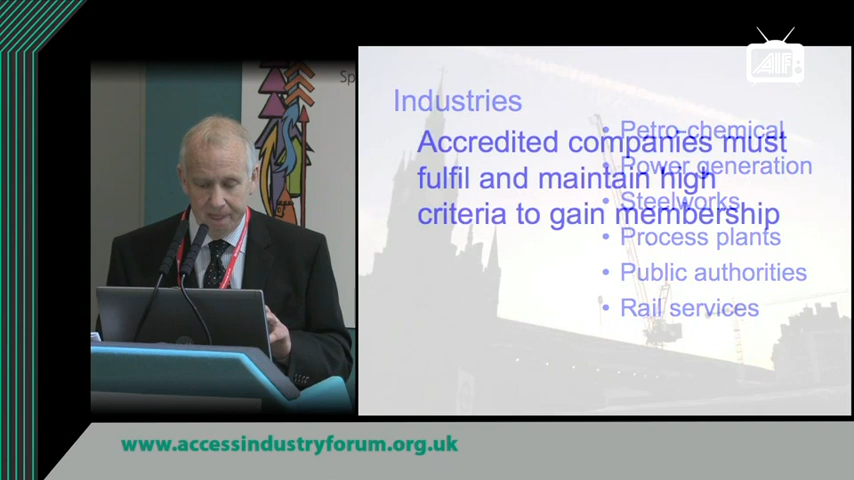 AIF
Sp
Industries
Accredited companies must
fulfil and maintain high
criteria to gain membership
• Petro-chemical
• Power generation
• Steelworks
• Process plants
• Public authorities
• Rail services
www.accessindustryforum.org.uk